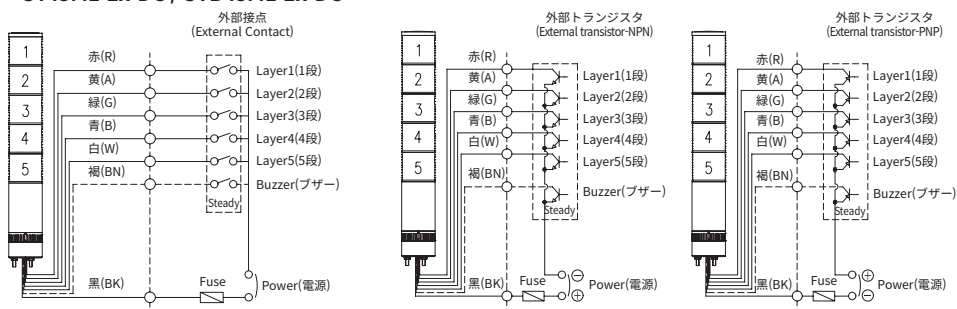 外部接点
(External Contact)
1
2
3
4
5
赤(R)
黄(A)
緑(G)
青(B)
白(W)
褐(BN)
黒(BK)
Layer1(1段)
Layer2(2段)
Layer3(3段)
Layer4(4段)
Layer5(5段)
Buzzer(ブザー)
Steady
Fuse
Power(電源)
外部トランジスタ
(External transistor-NPN)
1
2
3
4
5
赤(R)
黄(A)
緑(G)
青(B)
白(W)
褐(BN)
黒(BK)
Layer1(1段)
Layer2(2段)
Layer3(3段)
Layer4(4段)
Layer5(5段)
Buzzer(ブザー)
Steady
Fuse
Power(電源)
外部トランジスタ
(External transistor-PNP)
1
2
3
4
5
赤(R)
黄(A)
緑(G)
青(B)
白(W)
褐(BN)
黒(BK)
Layer1(1段)
Layer2(2段)
Layer3(3段)
Layer4(4段)
Layer5(5段)
Buzzer(ブザー)
Steady
Fuse
Power(電源)